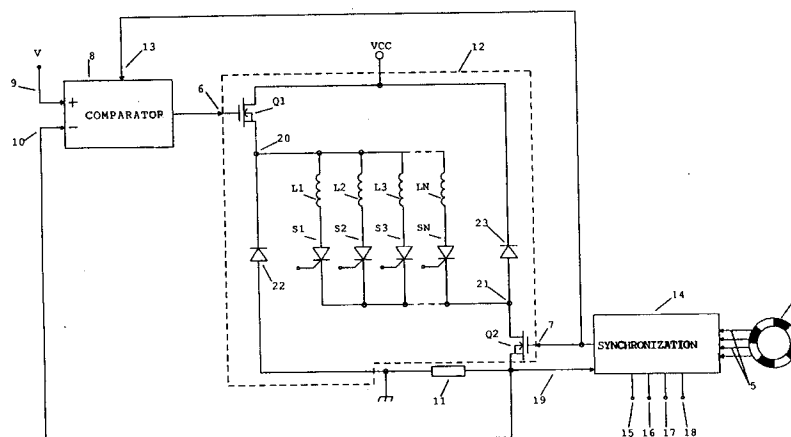 VCC
12
13
8
V
9
6
Q1
+
COMPARATOR
-
10
20
L1
L2
L3
LN
23
S1
S2
S3
SN
22
21
14
7
Q2
SYNCHRONIZATION
5
11
19
15
16
17
18